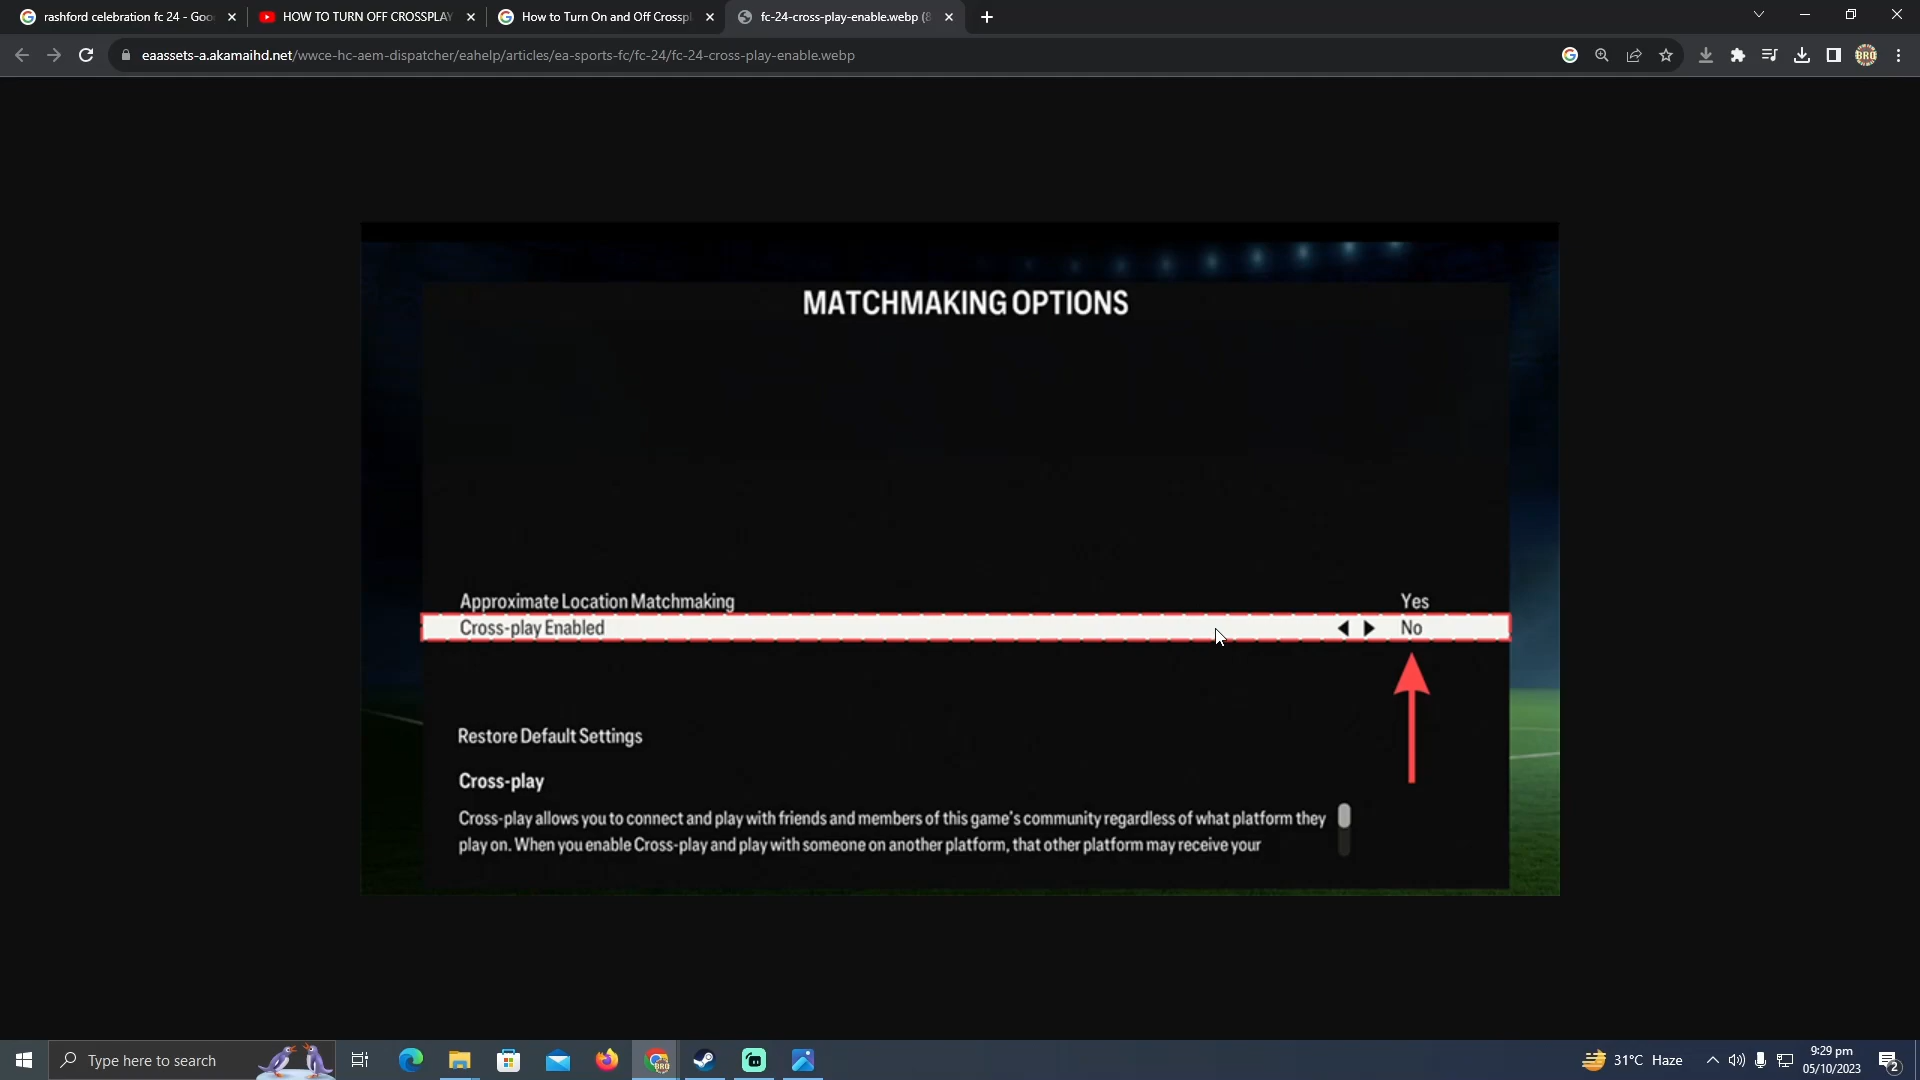 rashford celebration fc 24 - Goo
HOW TO TURN OFF CROSSPLAY
How to Turn On and Off Crosspl
fc-24-cross-play-enable.webp (8
eaassets-a.akamaihd.net/wwce-hc-aem-dispatcher/eahelp/articles/ea-sports-fc/fc-24/fc-24-cross-play-enable.webp
BRO
MATCHMAKING OPTIONS
Approximate Location Matchmaking Yes
Cross-play Enabled No
Restore Default Settings
Cross-play
Cross-play allows you to connect and play with friends and members of this game's community regardless of what platform they
play on. When you enable Cross-play and play with someone on another platform, that other platform may receive your
Type here to search
BRO
31°C Haze
9:29 pm
05/10/2023
2